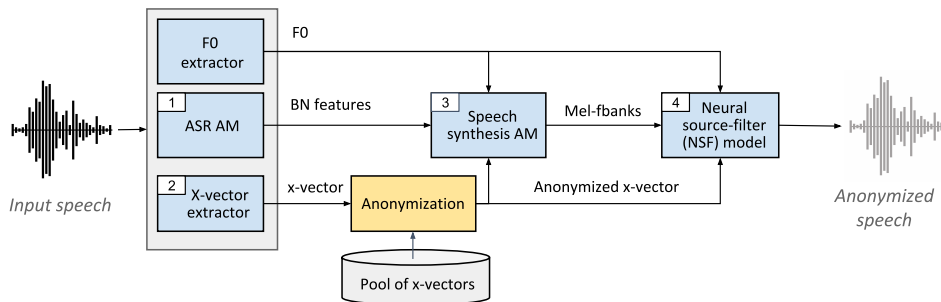 F0
extractor
F0
1
ASR AM
BN features
3
Speech
synthesis AM
Mel-fbanks
4
Neural
source-filter
(NSF) model
2
X-vector
extractor
x-vector
Anonymization
Anonymized x-vector
Pool of x-vectors
Input speech
Anonymized
speech